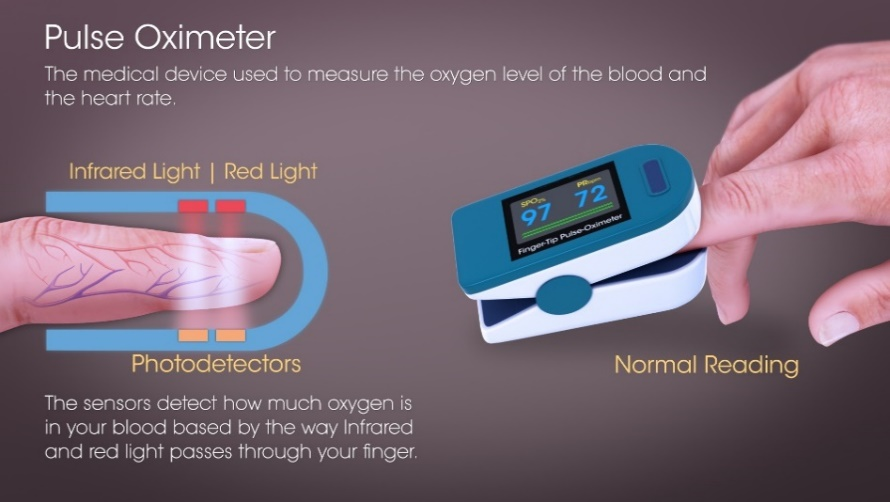 Pulse Oximeter
The medical device used to measure the oxygen level of the blood and
the heart rate.
Infrared Light | Red Light
Photodetectors
The sensors detect how much oxygen is
in your blood based by the way Infrared
and red light passes through your finger.
SPO2% PRbpm
97 72
Finger-Tip Pulse-Oximeter
Normal Reading